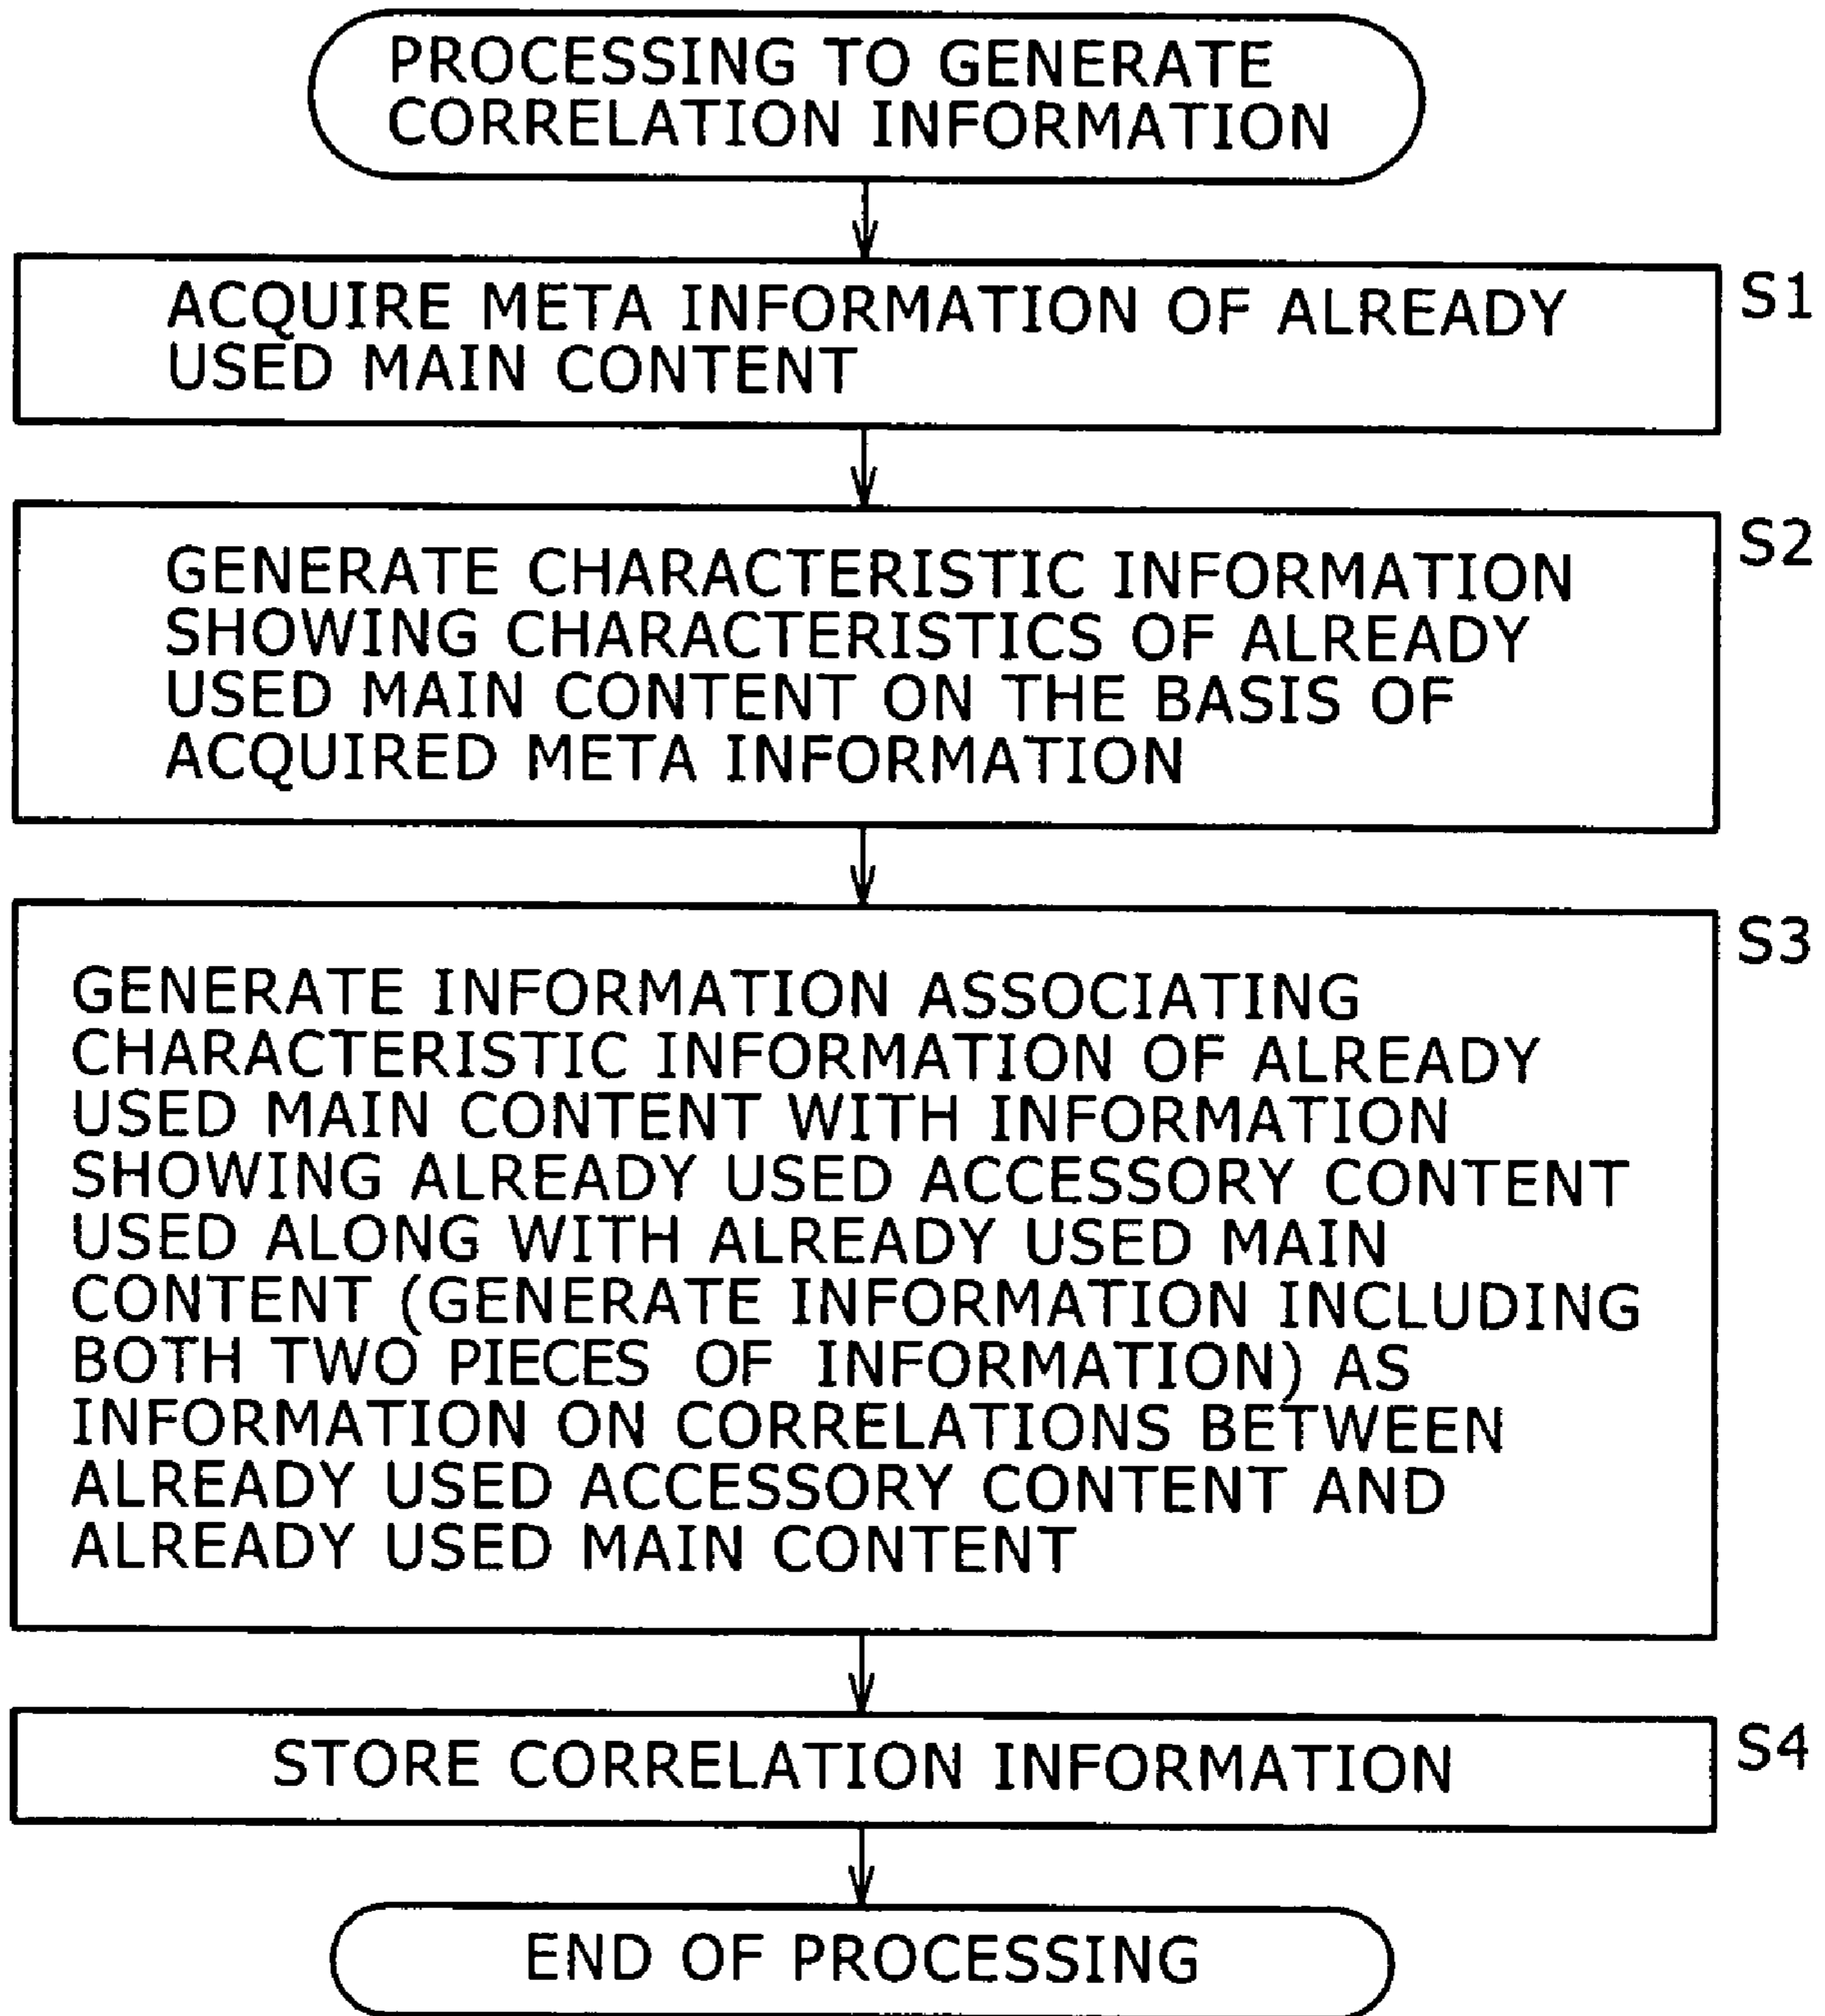 PROCESSING TO GENERATE
CORRELATION INFORMATION
ACQUIRE META INFORMATION OF ALREADY
USED MAIN CONTENT
S1
GENERATE CHARACTERISTIC INFORMATION
SHOWING CHARACTERISTICS OF ALREADY
USED MAIN CONTENT ON THE BASIS OF
ACQUIRED META INFORMATION
S2
GENERATE INFORMATION ASSOCIATING
CHARACTERISTIC INFORMATION OF ALREADY
USED MAIN CONTENT WITH INFORMATION
SHOWING ALREADY USED ACCESSORY CONTENT
USED ALONG WITH ALREADY USED MAIN
CONTENT (GENERATE INFORMATION INCLUDING
BOTH TWO PIECES OF INFORMATION) AS
INFORMATION ON CORRELATIONS BETWEEN
ALREADY USED ACCESSORY CONTENT AND
ALREADY USED MAIN CONTENT
S3
STORE CORRELATION INFORMATION
S4
END OF PROCESSING